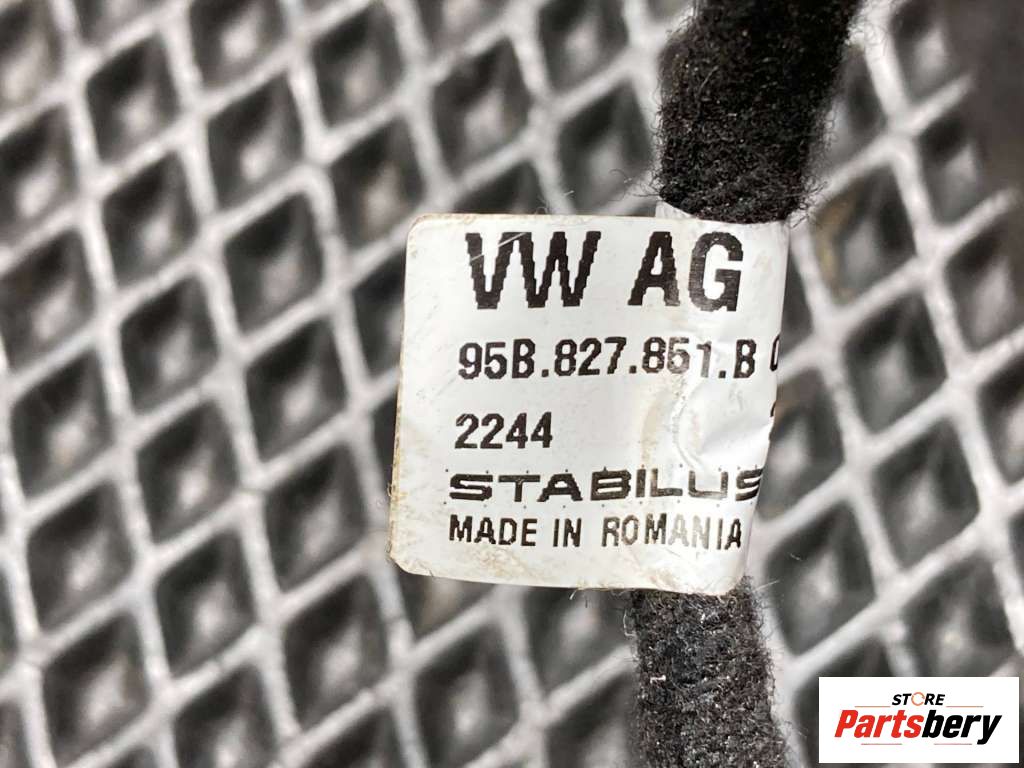 VW AG
95B.827.851.B
2244
STABILUS
MADE IN ROMANIA
STORE
Partsbery